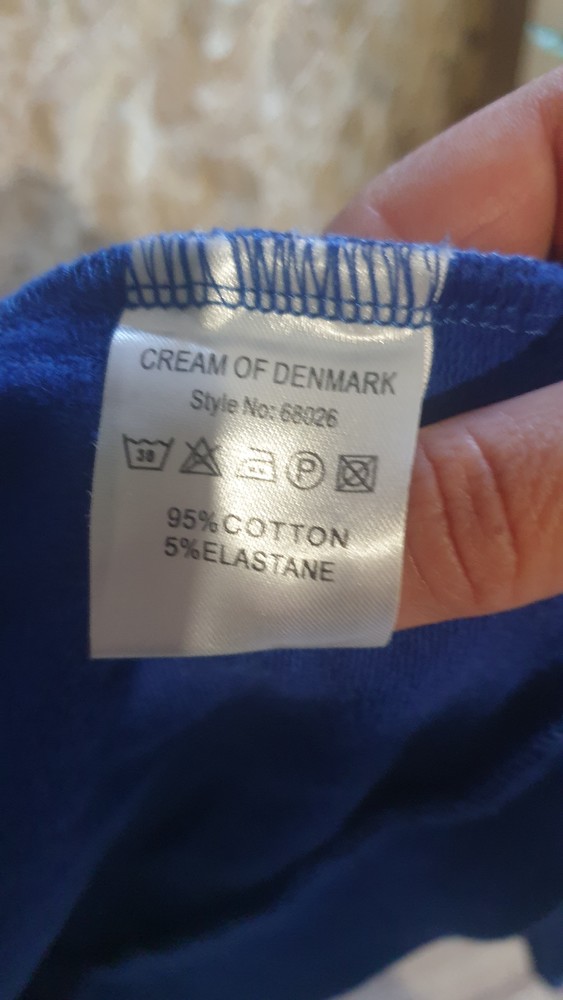 CREAM OF DENMARK
Style No: 68026
30 P
95%COTTON
5%ELASTANE